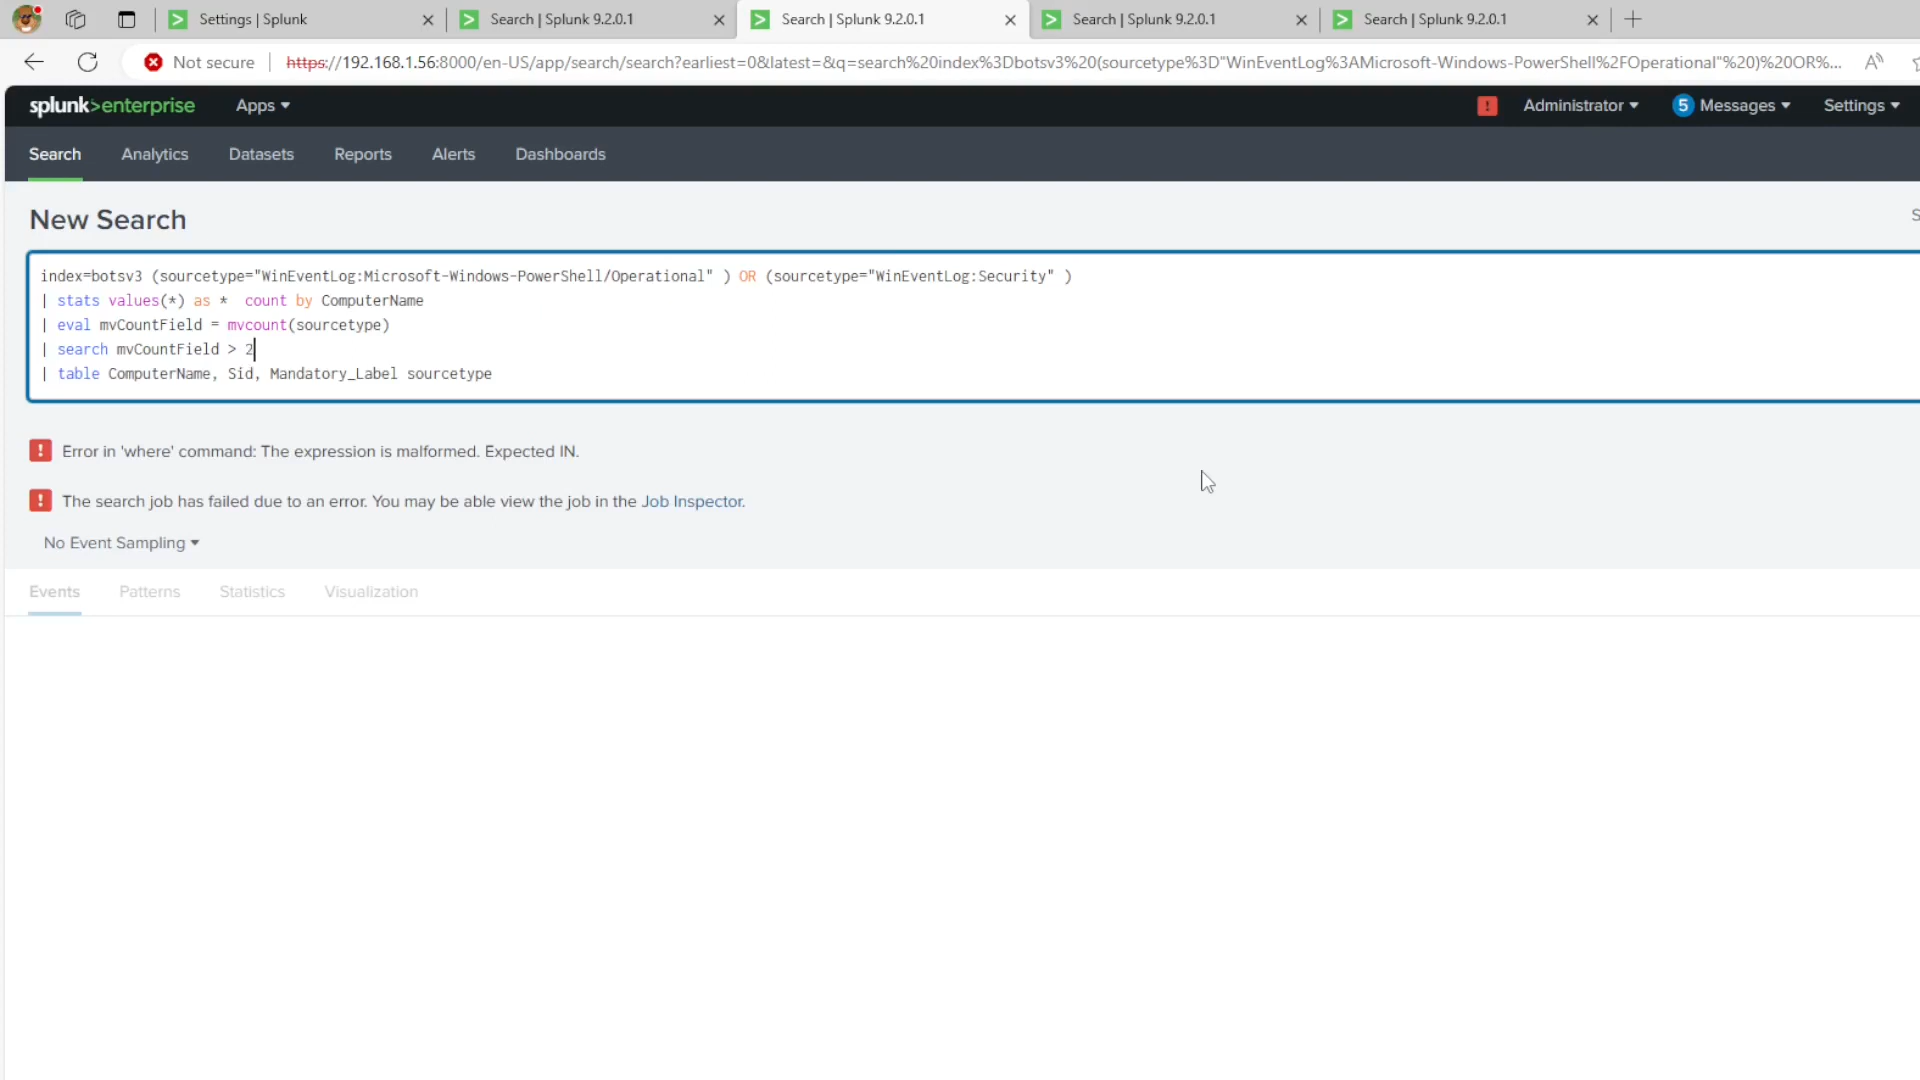 Settings | Splunk
Search | Splunk 9.2.0.1
Search | Splunk 9.2.0.1
Search | Splunk 9.2.0.1
Search | Splunk 9.2.0.1
Not secure
https://192.168.1.56:8000/en-US/app/search/search?earliest=0&latest=&q=search%20index%3Dbotsv3%20(sourcetype%3D"WinEventLog%3AMicrosoft-Windows-PowerShell%2FOperational"%20)%20OR%...
splunk>enterprise Apps
! Administrator 5 Messages Settings
Search Analytics Datasets Reports Alerts Dashboards
New Search
index=botsv3 (sourcetype="WinEventLog:Microsoft-Windows-PowerShell/Operational" ) OR (sourcetype="WinEventLog:Security" )
| stats values(*) as *  count by ComputerName
| eval mvCountField = mvcount(sourcetype)
| search mvCountField > 2
| table ComputerName, Sid, Mandatory_Label sourcetype
! Error in 'where' command: The expression is malformed. Expected IN.
! The search job has failed due to an error. You may be able view the job in the Job Inspector.
No Event Sampling
Events Patterns Statistics Visualization